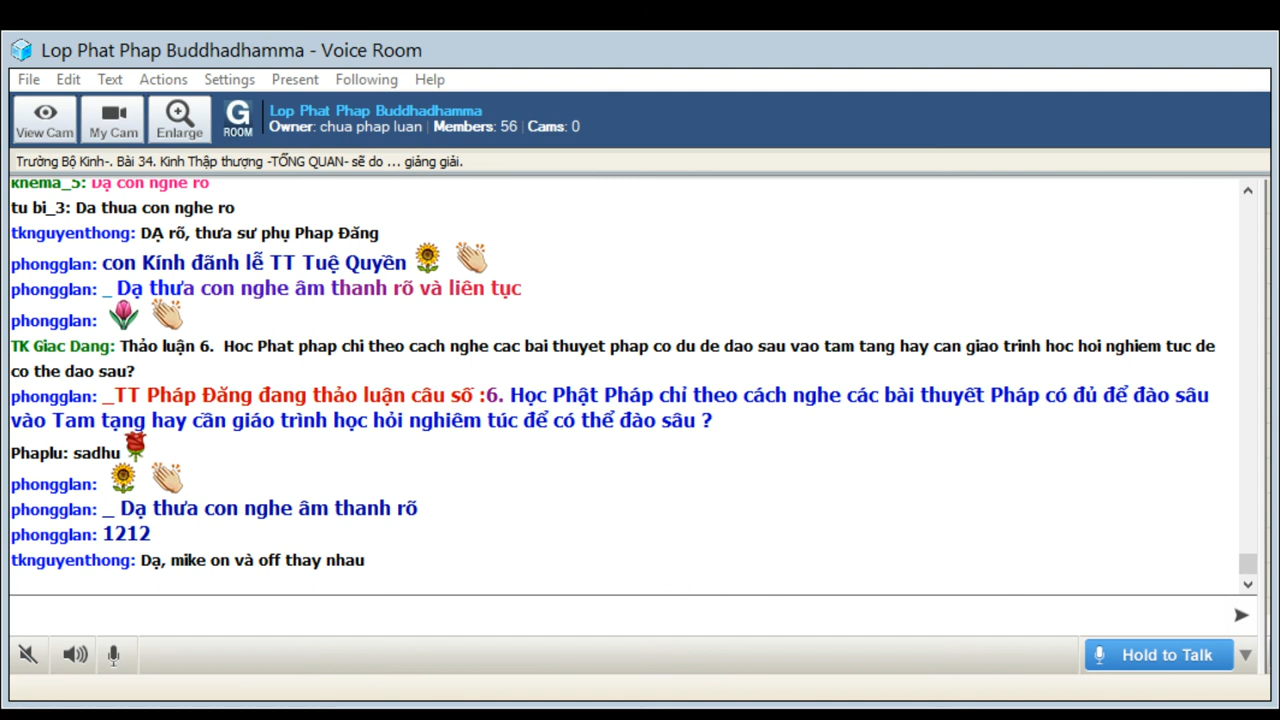 Lop Phat Phap Buddhadhamma - Voice Room
File Edit Text Actions Settings Present Following Help
View Cam My Cam Enlarge G ROOM Lop Phat Phap Buddhadhamma
Owner: chua phap luan | Members: 56 | Cams: 0
Trường Bộ Kinh-. Bài 34. Kinh Thập thượng -TỔNG QUAN- sẽ do ... giảng giải.
khema_5: Dạ con nghe rõ
tu bi_3: Da thua con nghe ro
tknguyenthong: DẠ rõ, thưa sư phụ Phap Đăng
phongglan: con Kính đãnh lễ TT Tuệ Quyền
phongglan: _ Dạ thưa con nghe âm thanh rõ và liên tục
phongglan:
TK Giac Dang: Thảo luận 6. Hoc Phat phap chi theo cach nghe cac bai thuyet phap co du de dao sau vao tam tang hay can giao trình hoc hoi nghiem tuc de
co the dao sau?
phongglan: _TT Pháp Đăng đang thảo luận câu số :6. Học Phật Pháp chỉ theo cách nghe các bài thuyết Pháp có đủ để đào sâu
vào Tam tạng hay cần giáo trình học hỏi nghiêm túc để có thể đào sâu ?
Phaplu: sadhu
phongglan:
phongglan: _ Dạ thưa con nghe âm thanh rõ
phongglan: 1212
tknguyenthong: Dạ, mike on và off thay nhau
Hold to Talk